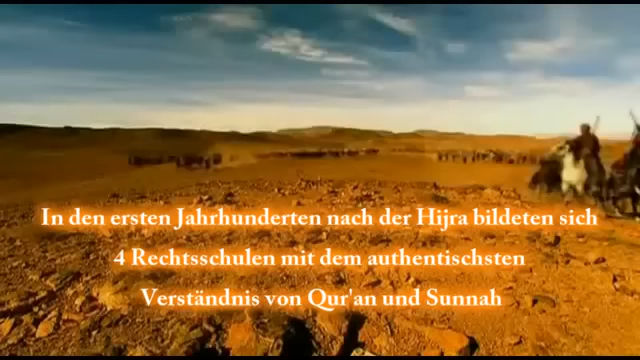 In den ersten Jahrhunderten nach der Hijra bildeten sich
4 Rechtsschulen mit dem authentischsten
Verständnis von Qur'an und Sunnah